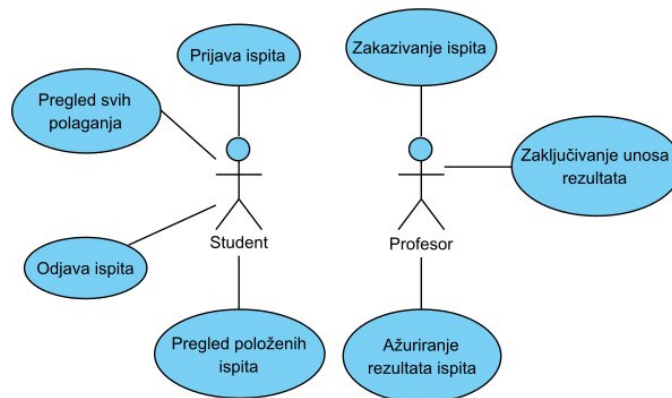 Prijava ispita
Zakazivanje ispita
Pregled svih
polaganja
Zaključivanje unosa
rezultata
Student
Profesor
Odjava ispita
Pregled položenih
ispita
Ažuriranje
rezultata ispita